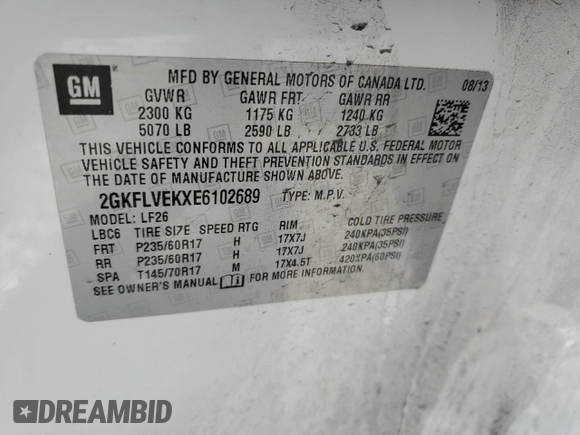 GM
MFD BY GENERAL MOTORS OF CANADA LTD. 08/13
GVWR GAWR FRT GAWR RR
2300 KG 1175 KG 1240 KG
5070 LB 2590 LB 2733 LB
THIS VEHICLE CONFORMS TO ALL APPLICABLE U.S. FEDERAL MOTOR
VEHICLE SAFETY AND THEFT PREVENTION STANDARDS IN EFFECT ON
THE DATE OF MANUFACTURE SHOWN ABOVE.
2GKFLVEKXE6102689 TYPE: M.P.V.
MODEL: LF26
LBC6 TIRE SIZE SPEED RTG RIM COLD TIRE PRESSURE
FRT P235/60R17 H 17X7J 240KPA(35PSI)
RR P235/60R17 H 17X7J 240KPA(35PSI)
SPA T145/70R17 M 17X4.5T 420KPA(60PSI)
SEE OWNER'S MANUAL FOR MORE INFORMATION.
DREAMBID